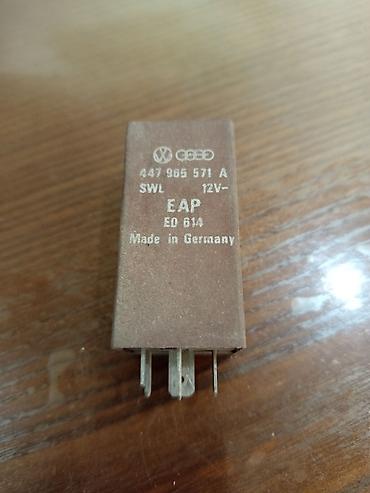 447 965 571 A
SWL 12V-
EAP
ED 614
Made in Germany